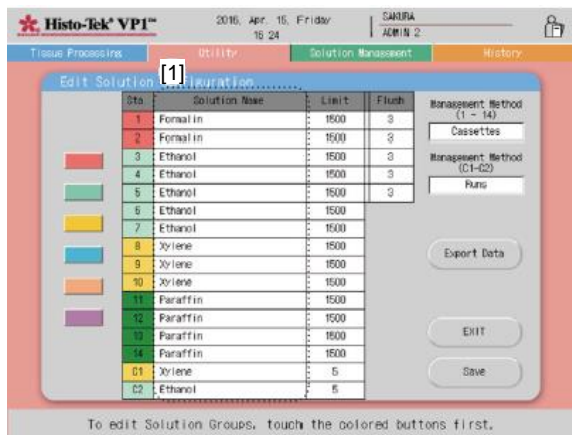 Histo-Tek® VP1™
2016, Apr. 15, Friday
16 24
SAKURA
ADMIN 2
Tissue Processing
Utility
Solution Management
History
Edit Solution Configuration
[1]
Sta Solution Name Limit Flush
1 Formalin 1500 3
2 Formalin 1500 3
3 Ethanol 1500 3
4 Ethanol 1500 3
5 Ethanol 1500 3
6 Ethanol 1500
7 Ethanol 1500
8 Xylene 1500
9 Xylene 1500
10 Xylene 1500
11 Paraffin 1500
12 Paraffin 1500
13 Paraffin 1500
14 Paraffin 1500
C1 Xylene 5
C2 Ethanol 5
Management Method
(1 - 14)
Cassettes
Management Method
(C1-C2)
Runs
Export Data
EXIT
Save
To edit Solution Groups, touch the colored buttons first.